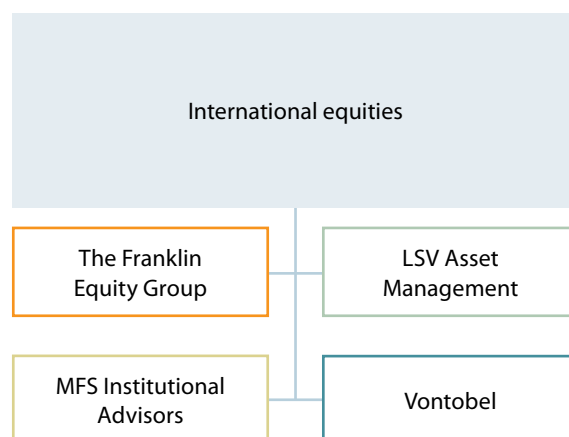 International equities
The Franklin
Equity Group
LSV Asset
Management
MFS Institutional
Advisors
Vontobel